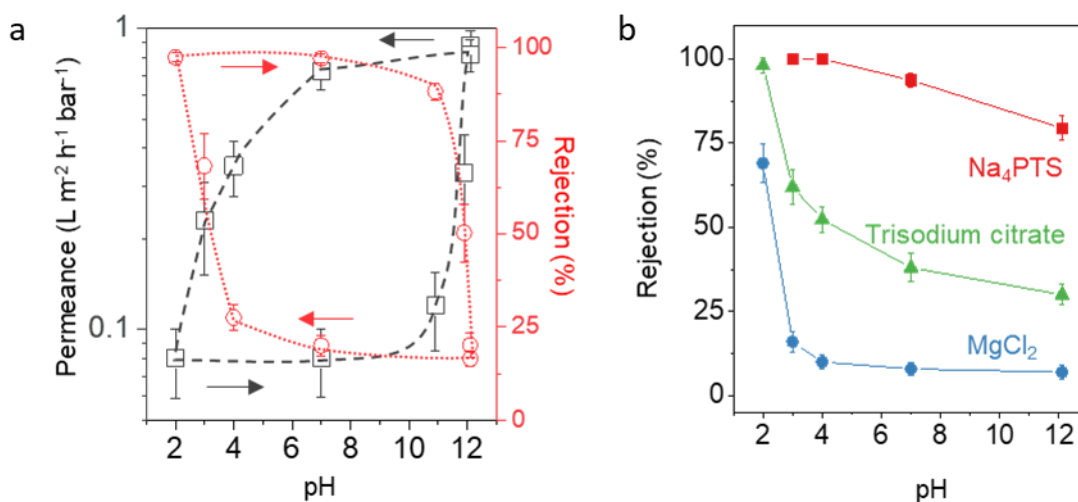 a
Permeance (L m⁻² h⁻¹ bar⁻¹)
1
0.1
100
75
50
25
0
Rejection (%)
2 4 6 8 10 12
pH
b
Rejection (%)
100
75
50
25
0
Na₄PTS
Trisodium citrate
MgCl₂
2 4 6 8 10 12
pH